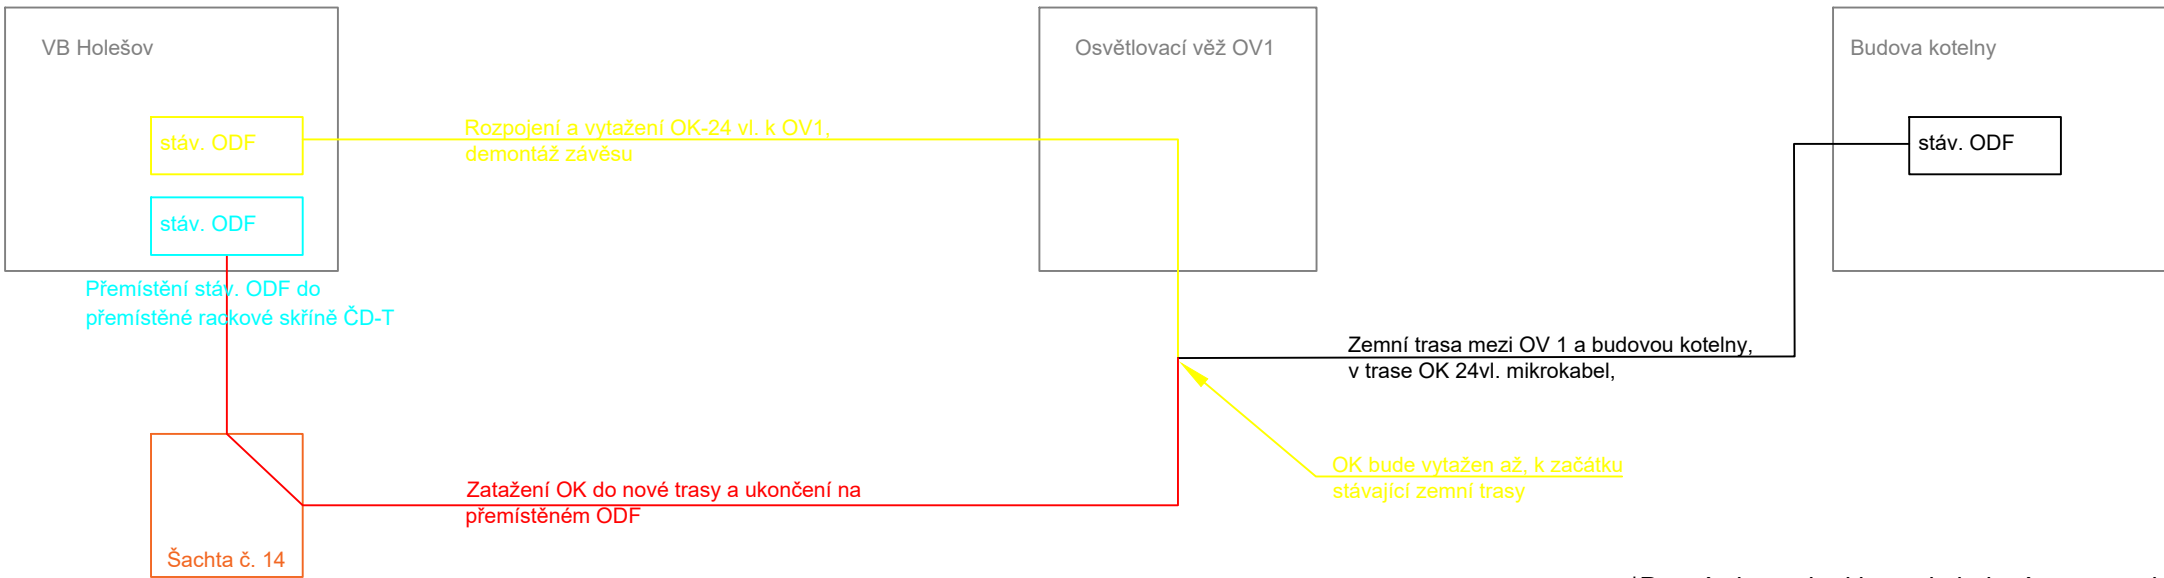 VB Holešov
Osvětlovací věž OV1
Budova kotelny
stáv. ODF
Rozpojení a vytažení OK-24 vl. k OV1,
demontáž závěsu
stáv. ODF
stáv. ODF
Přemístění stáv. ODF do
přemístěné rackové skříně ČD-T
Zemní trasa mezi OV 1 a budovou kotelny,
v trase OK 24vl. mikrokabel,
OK bude vytažen až, k začátku
stávající zemní trasy
Zatažení OK do nové trasy a ukončení na
přemístěném ODF
Šachta č. 14